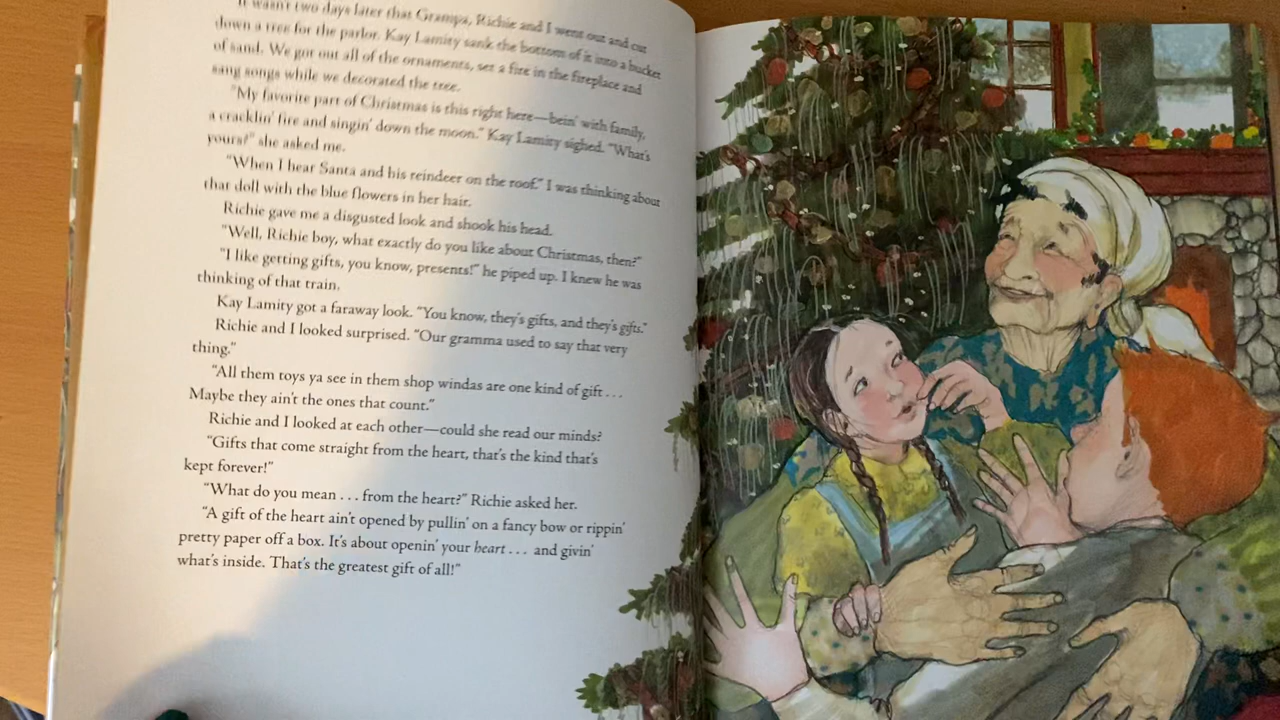 It wasn't two days later that Grampa, Richie and I went out and cut
down a tree for the parlor. Kay Lamity sank the bottom of it into a bucket
of sand. We got out all of the ornaments, set a fire in the fireplace and
sang songs while we decorated the tree.
"My favorite part of Christmas is this right here—bein' with family,
a cracklin' fire and singin' down the moon." Kay Lamity sighed. "What's
yours?" she asked me.
"When I hear Santa and his reindeer on the roof." I was thinking about
that doll with the blue flowers in her hair.
Richie gave me a disgusted look and shook his head.
"Well, Richie boy, what exactly do you like about Christmas, then?"
"I like getting gifts, you know, presents!" he piped up. I knew he was
thinking of that train.
Kay Lamity got a faraway look. "You know, they's gifts, and they's gifts."
Richie and I looked surprised. "Our gramma used to say that very
thing."
"All them toys ya see in them shop windas are one kind of gift . . .
Maybe they ain't the ones that count."
Richie and I looked at each other—could she read our minds?
"Gifts that come straight from the heart, that's the kind that's
kept forever!"
"What do you mean . . . from the heart?" Richie asked her.
"A gift of the heart ain't opened by pullin' on a fancy bow or rippin'
pretty paper off a box. It's about openin' your heart . . . and givin'
what's inside. That's the greatest gift of all!"